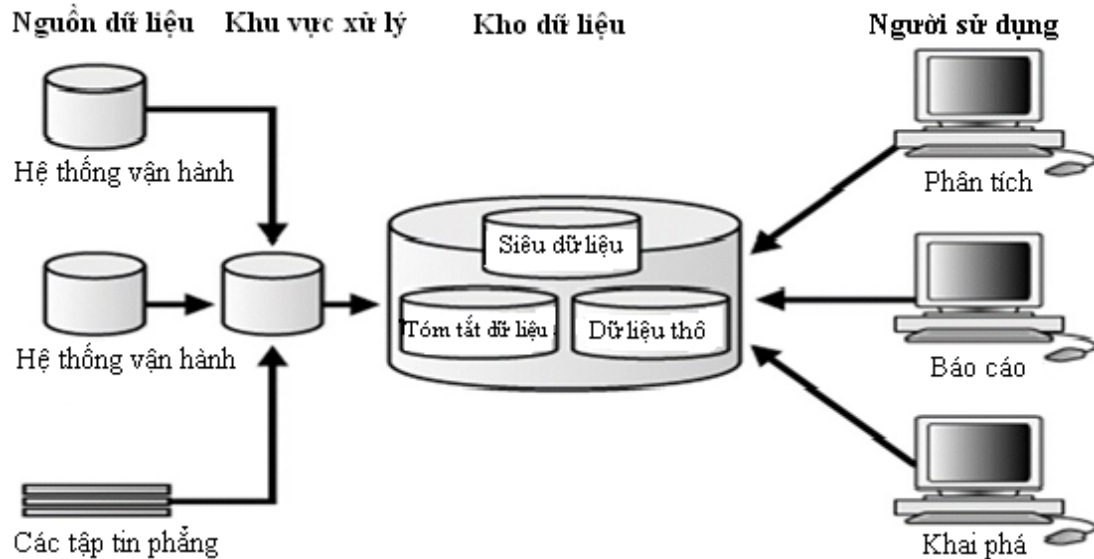 Nguồn dữ liệu Khu vực xử lý Kho dữ liệu Người sử dụng
Hệ thống vận hành
Phân tích
Siêu dữ liệu
Tóm tắt dữ liệu
Dữ liệu thô
Hệ thống vận hành
Báo cáo
Các tập tin phẳng
Khai phá